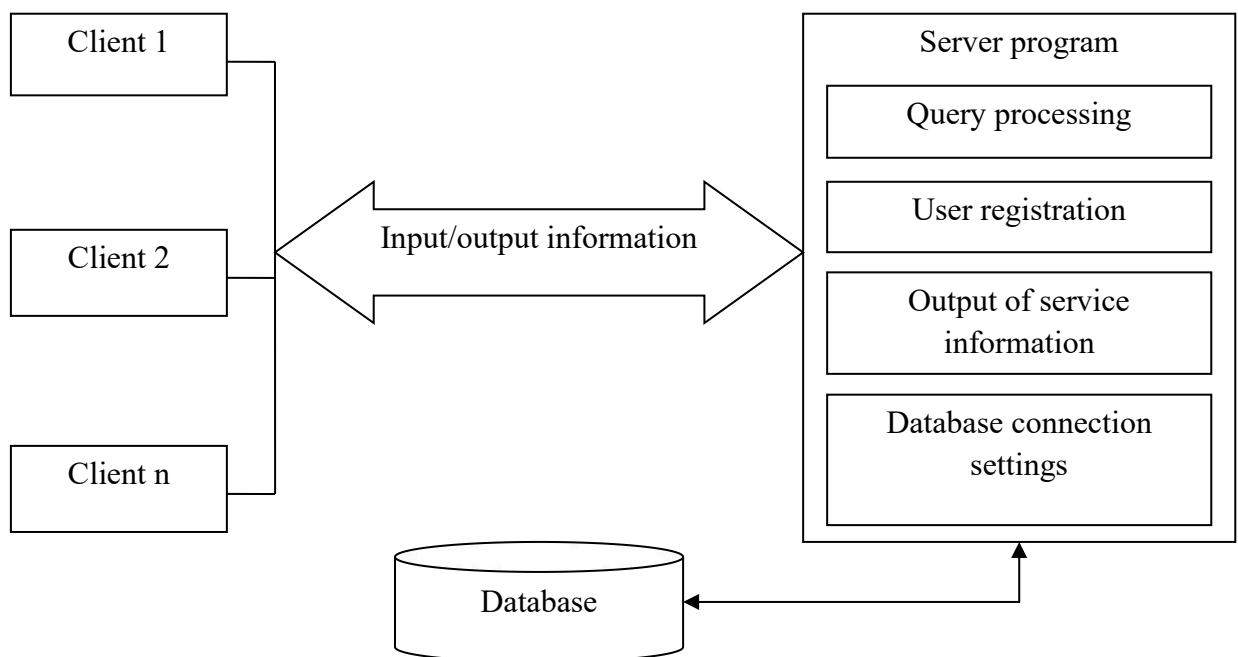 Client 1
Client 2
Client n
Input/output information
Server program
Query processing
User registration
Output of service
information
Database connection
settings
Database